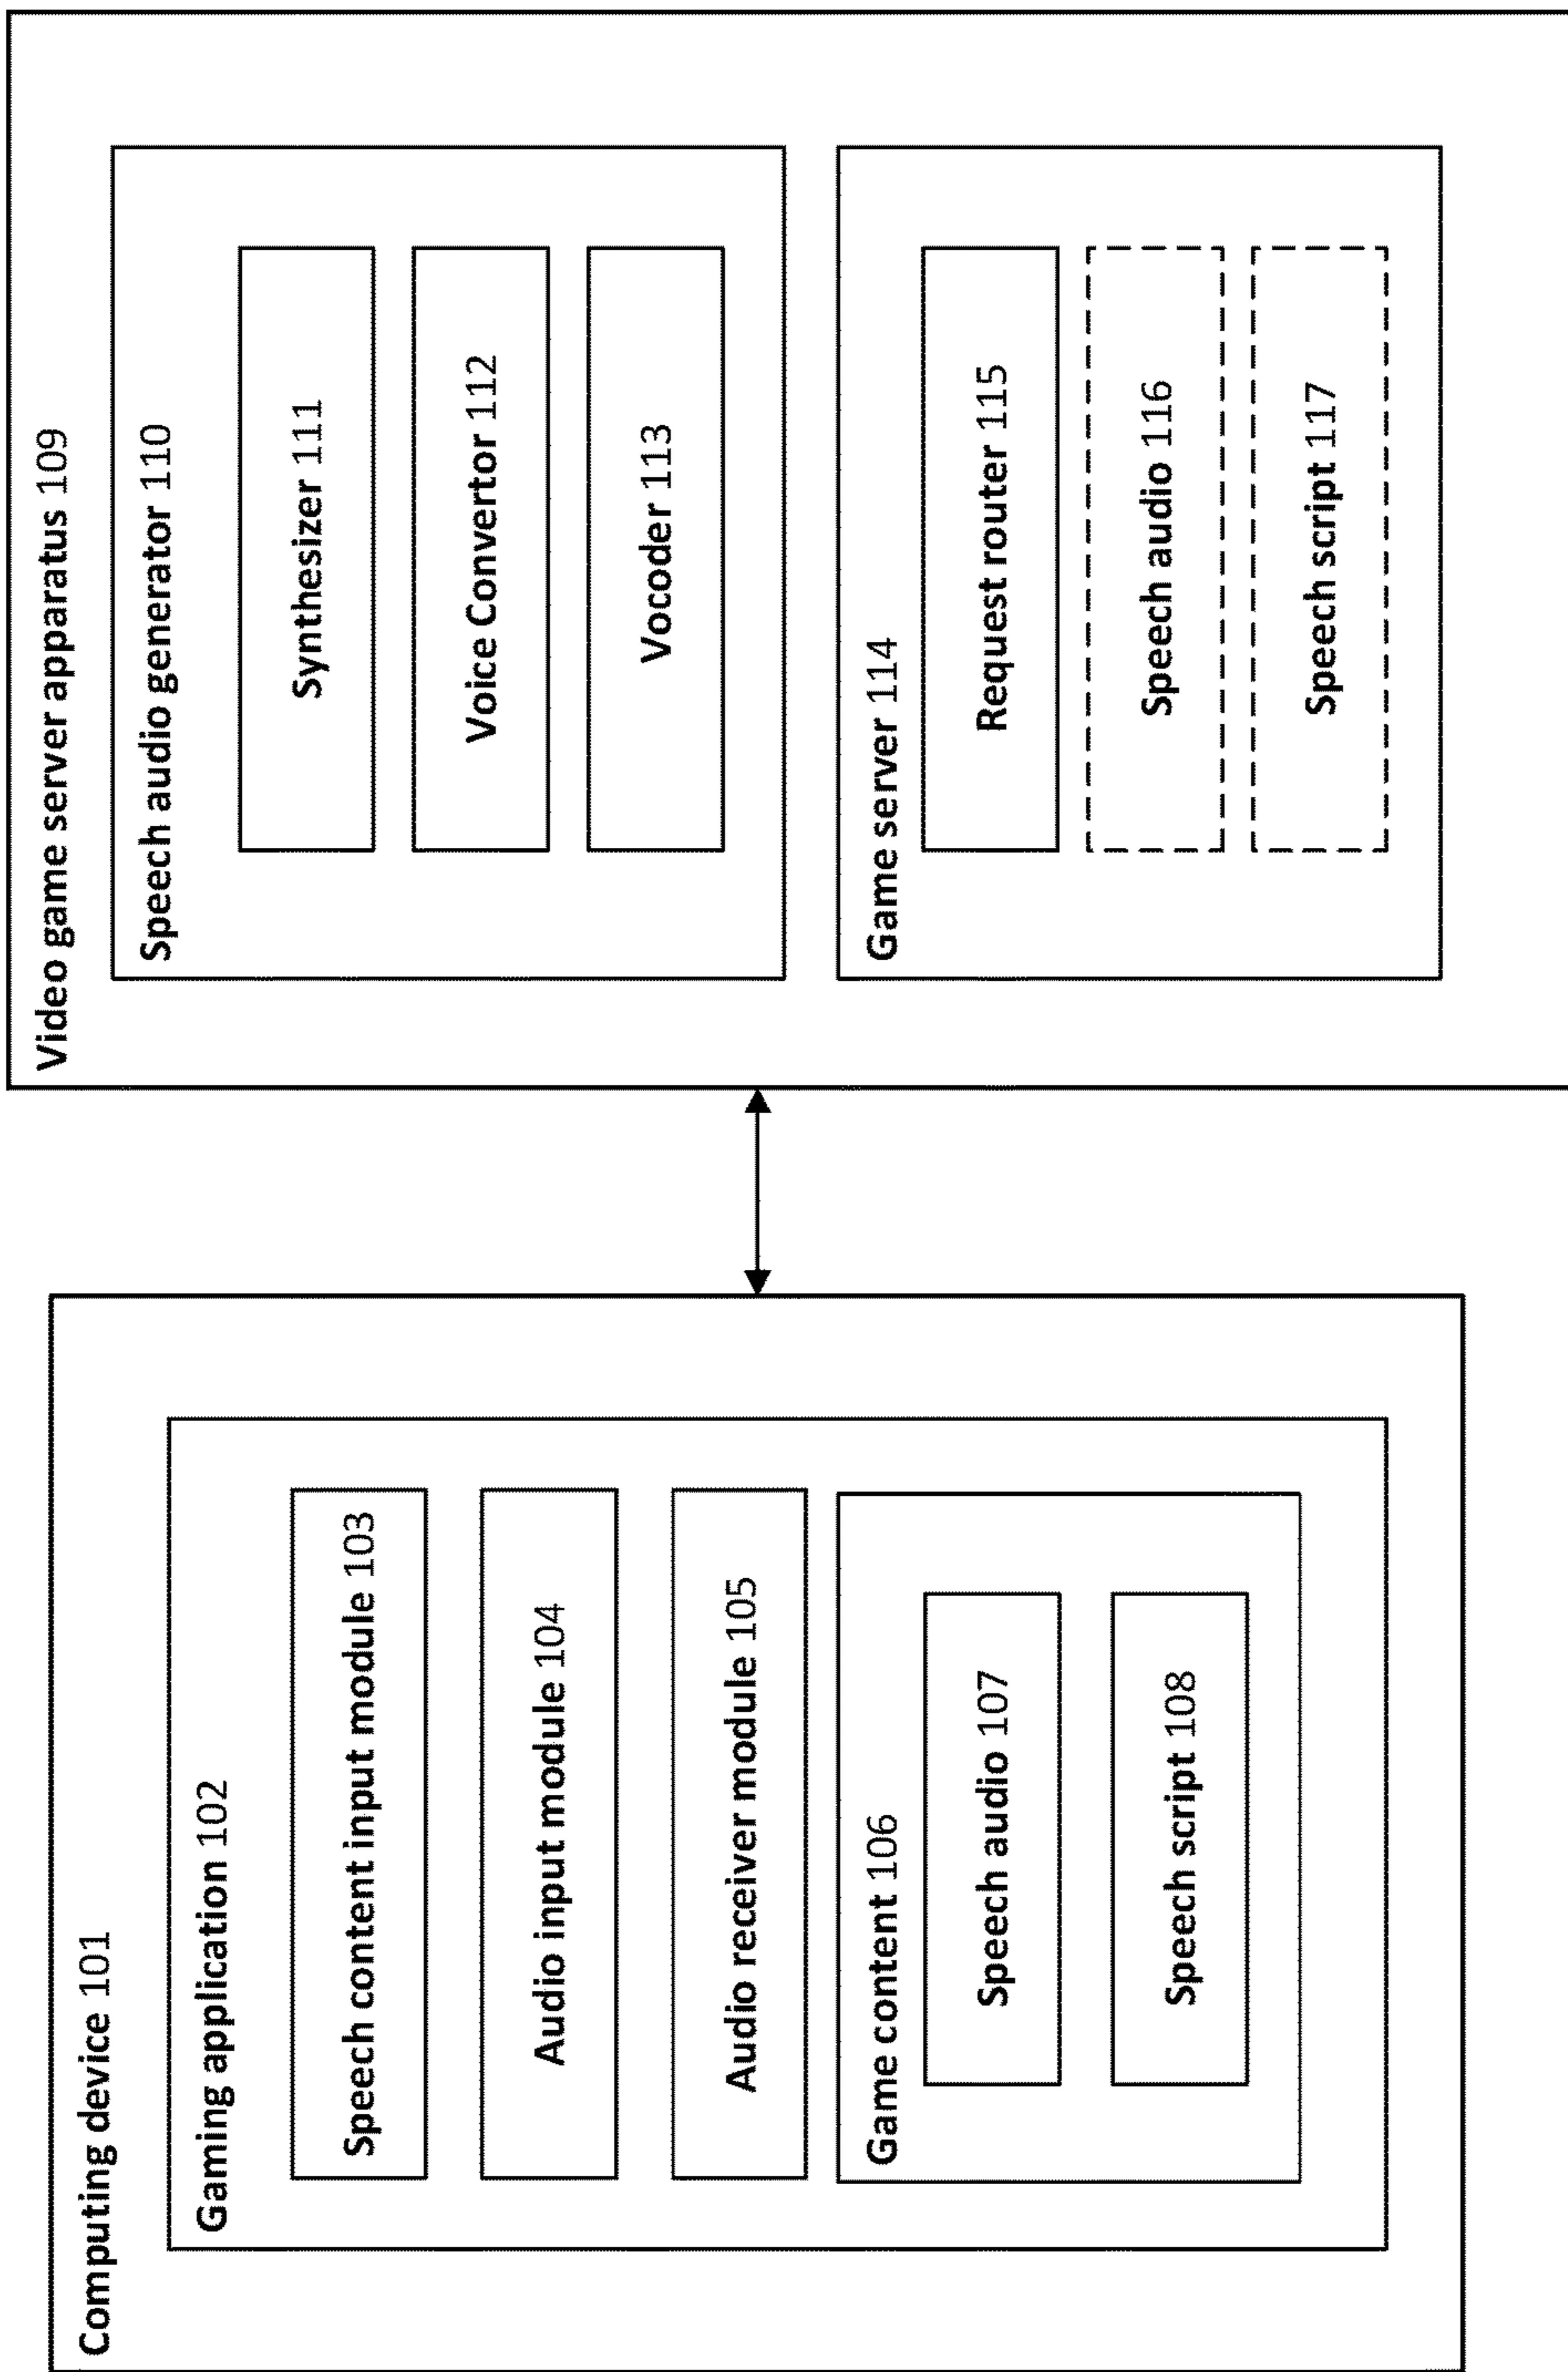 Computing device 101
Gaming application 102
Speech content input module 103
Audio input module 104
Audio receiver module 105
Game content 106
Speech audio 107
Speech script 108
Video game server apparatus 109
Speech audio generator 110
Synthesizer 111
Voice Convertor 112
Vocoder 113
Game server 114
Request router 115
Speech audio 116
Speech script 117